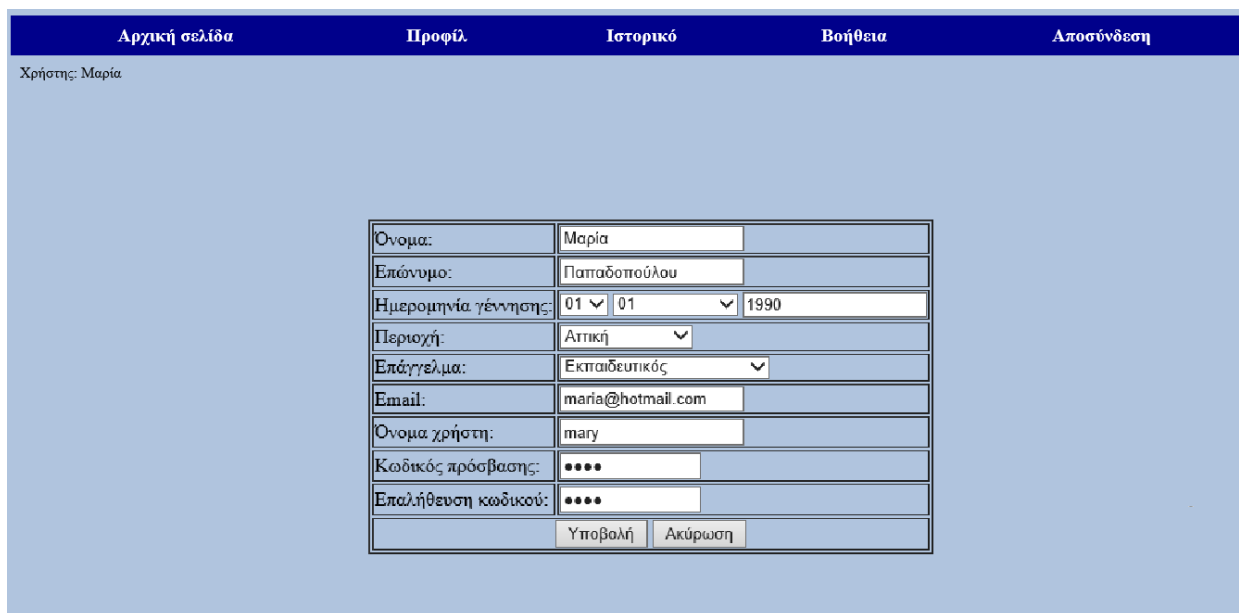 Αρχική σελίδα Προφίλ Ιστορικό Βοήθεια Αποσύνδεση
Χρήστης: Μαρία
Όνομα: Μαρία
Επώνυμο: Παπαδοπούλου
Ημερομηνία γέννησης: 01 01 1990
Περιοχή: Αττική
Επάγγελμα: Εκπαιδευτικός
Email: maria@hotmail.com
Όνομα χρήστη: mary
Κωδικός πρόσβασης: ●●●●
Επαλήθευση κωδικού: ●●●●
Υποβολή Ακύρωση